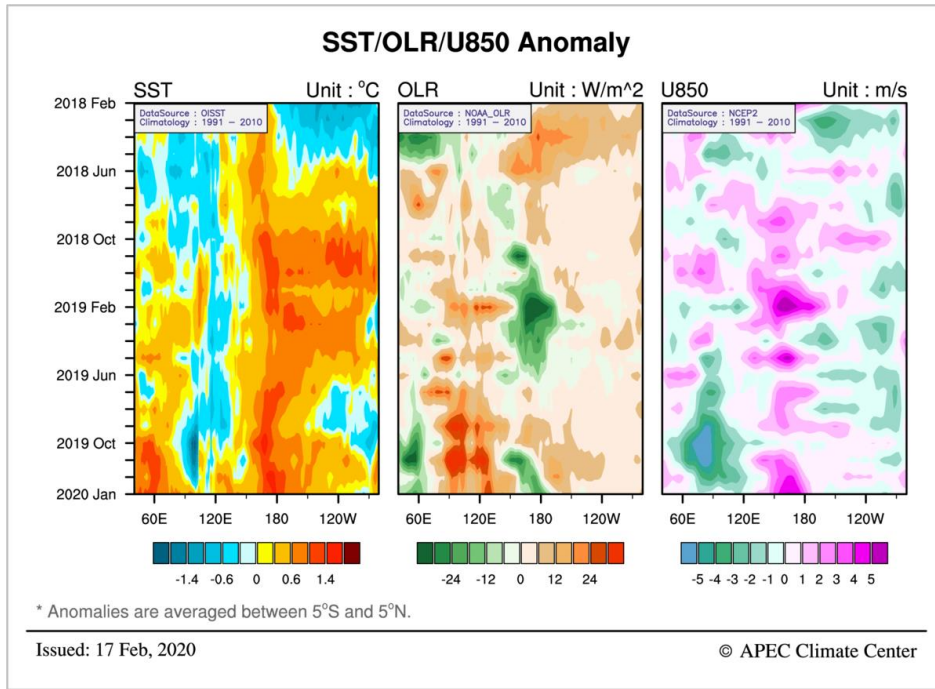 SST/OLR/U850 Anomaly
SST Unit : °C
OLR Unit : W/m^2
U850 Unit : m/s
DataSource : OISST
Climatology : 1991 – 2010
DataSource : NOAA_OLR
Climatology : 1991 – 2010
DataSource : NCEP2
Climatology : 1991 – 2010
2018 Feb
2018 Jun
2018 Oct
2019 Feb
2019 Jun
2019 Oct
2020 Jan
60E 120E 180 120W
60E 120E 180 120W
60E 120E 180 120W
-1.4 -0.6 0 0.6 1.4
-24 -12 0 12 24
-5 -4 -3 -2 -1 0 1 2 3 4 5
* Anomalies are averaged between 5°S and 5°N.
Issued: 17 Feb, 2020 © APEC Climate Center